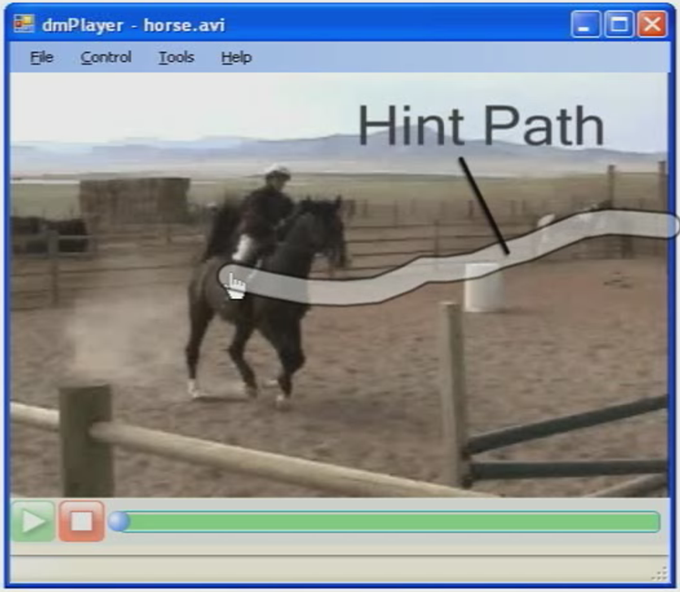 dmPlayer - horse.avi
File Control Tools Help
Hint Path